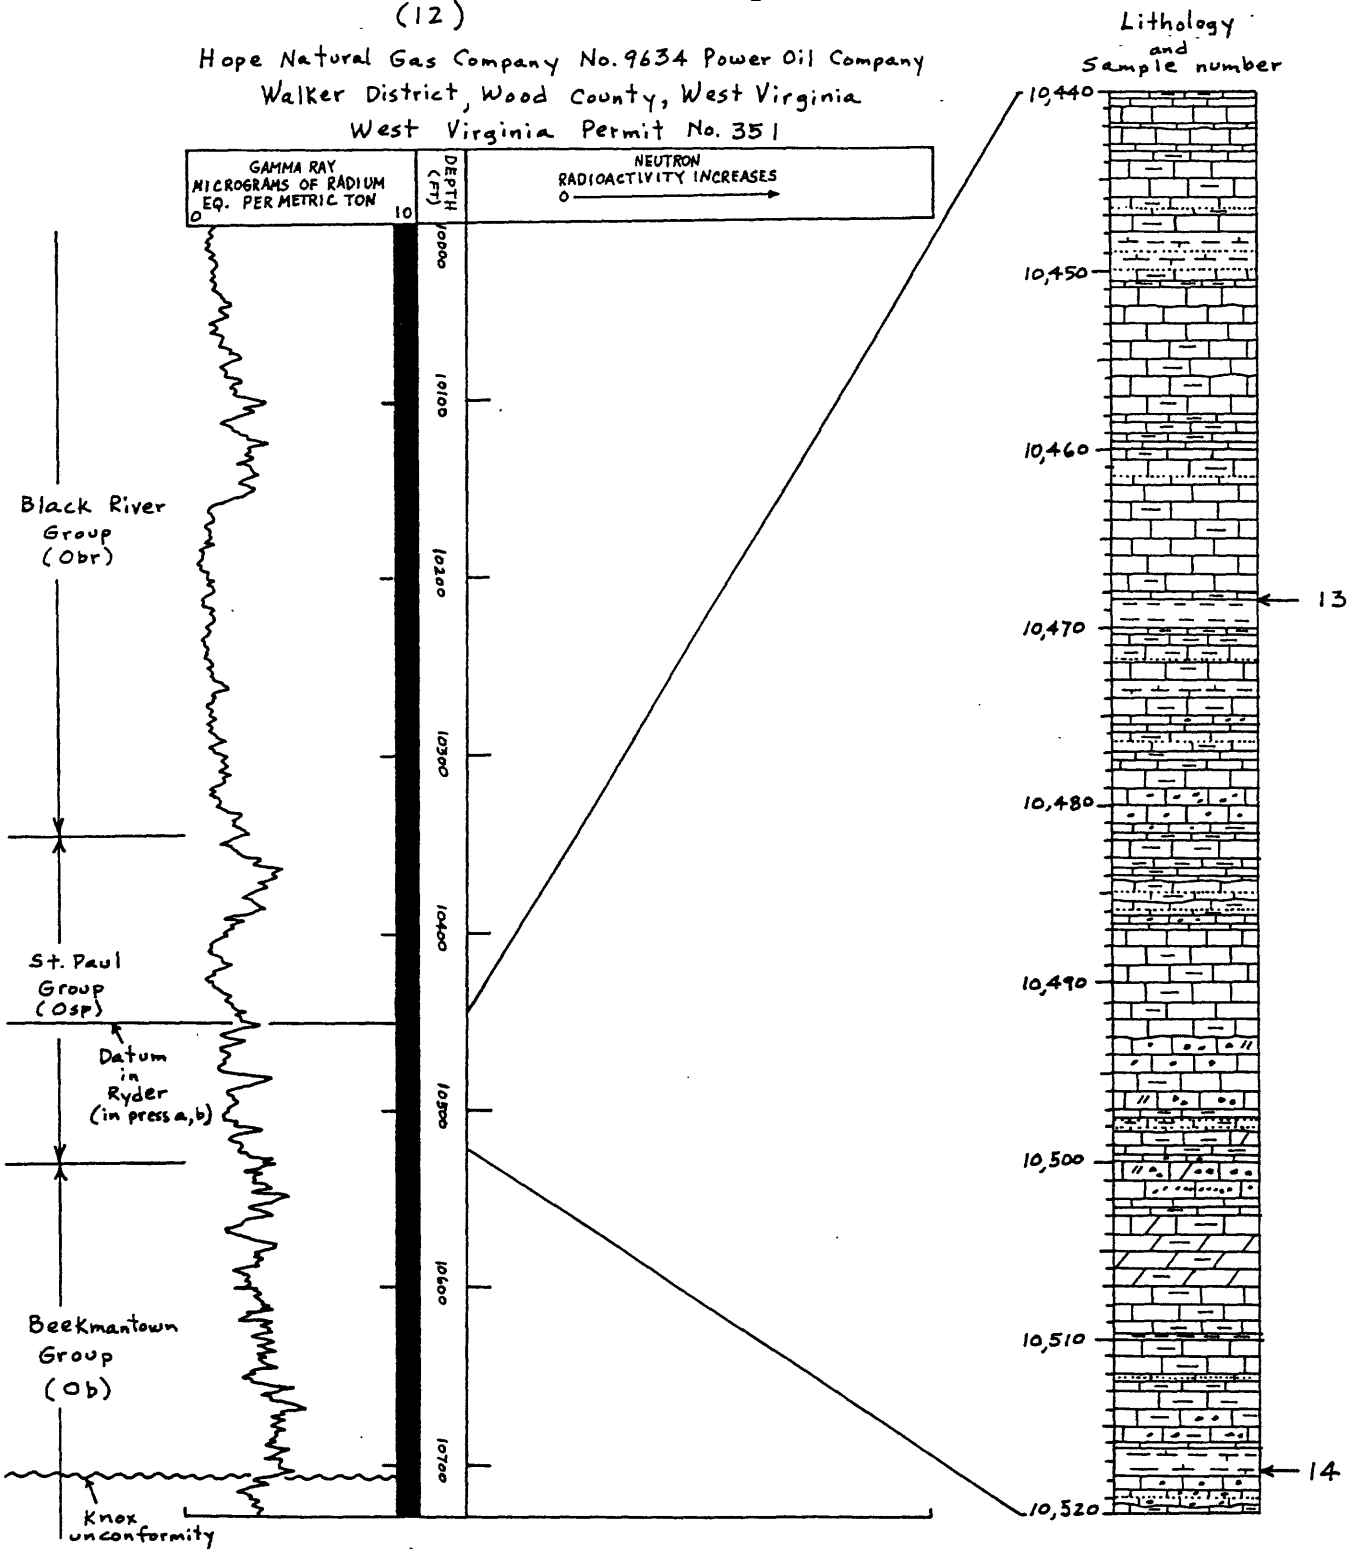 (12)
Hope Natural Gas Company No. 9634 Power Oil Company
Walker District, Wood County, West Virginia
West Virginia Permit No. 351
GAMMA RAY
MICROGRAMS OF RADIUM
EQ. PER METRIC TON
0 10
DEPTH
(FT)
NEUTRON
RADIOACTIVITY INCREASES
0
10000
10100
10200
10300
10400
10500
10600
10700
Black River
Group
(Obr)
St. Paul
Group
(Osp)
Datum
in
Ryder
(in press a,b)
Beekmantown
Group
(Ob)
Knox
unconformity
Lithology
and
Sample number
10,440
10,450
10,460
13
10,470
10,480
10,490
10,500
10,510
14
10,520